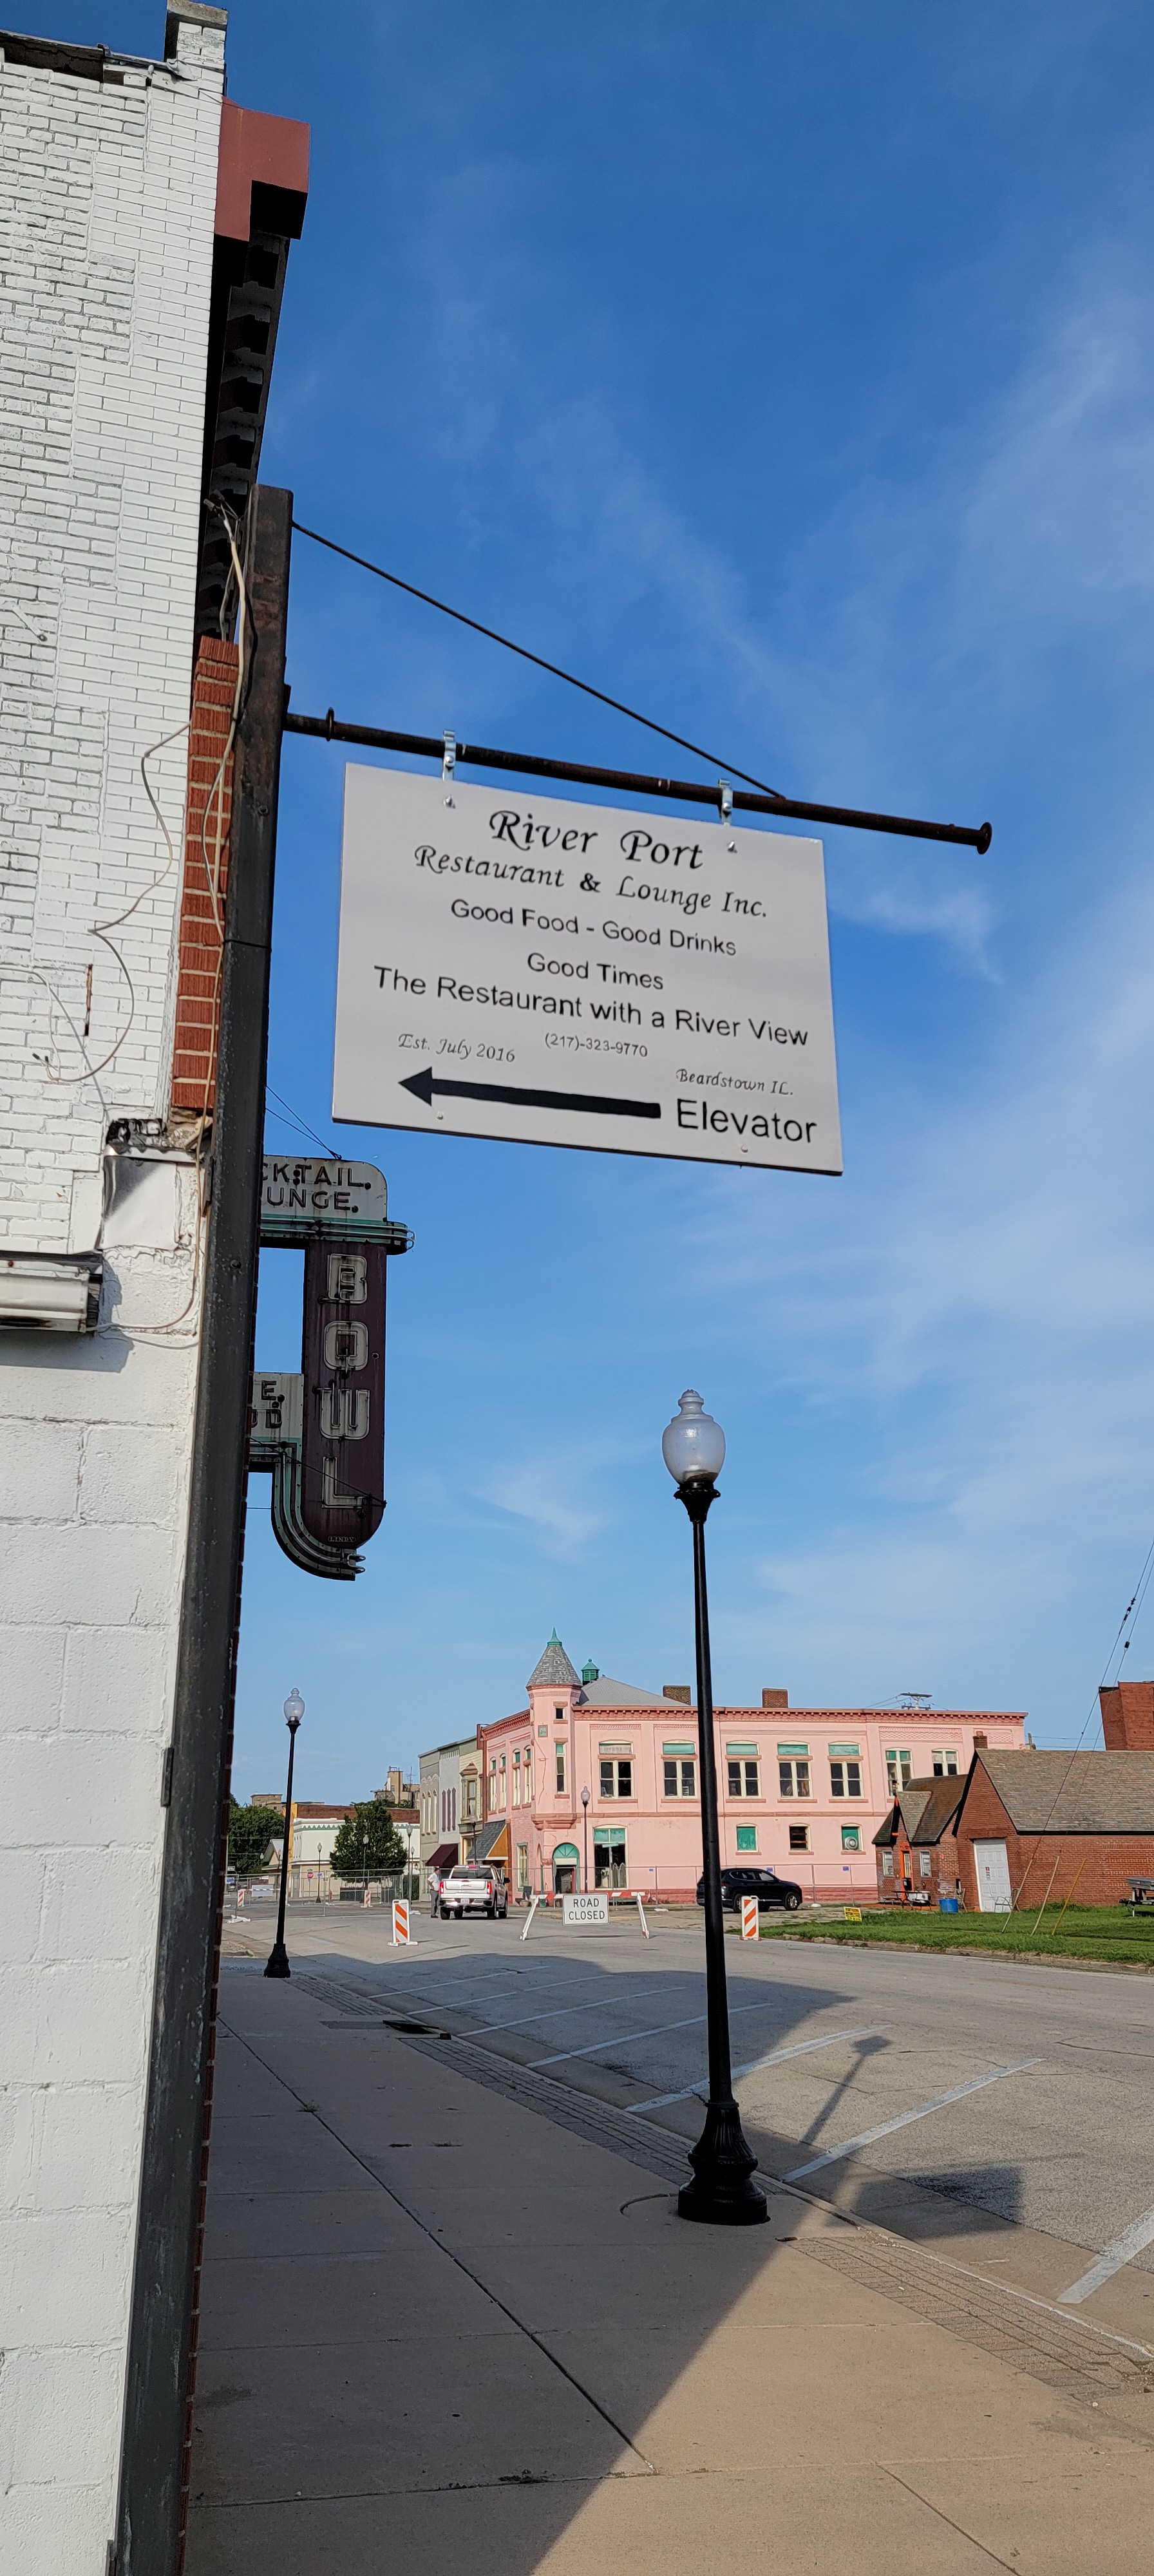 River Port
Restaurant & Lounge Inc.
Good Food - Good Drinks
Good Times
The Restaurant with a River View
Est. July 2016 (217)-323-9770
Beardstown IL.
Elevator
CKTAIL.
UNGE.
BOWL
ROAD
CLOSED